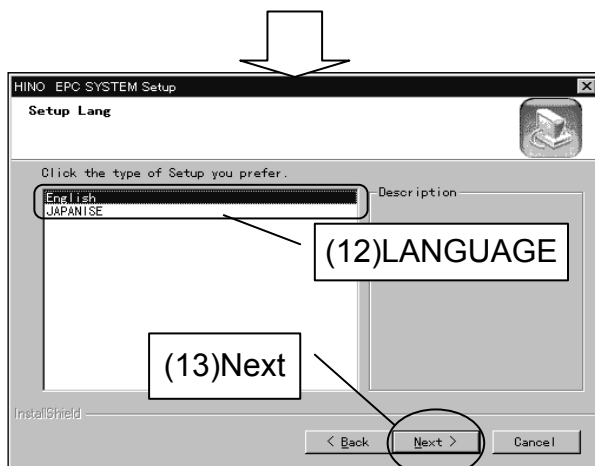 HINO EPC SYSTEM Setup
Setup Lang
Click the type of Setup you prefer.
English
JAPANISE
Description
(12)LANGUAGE
(13)Next
InstallShield
< Back
Next >
Cancel